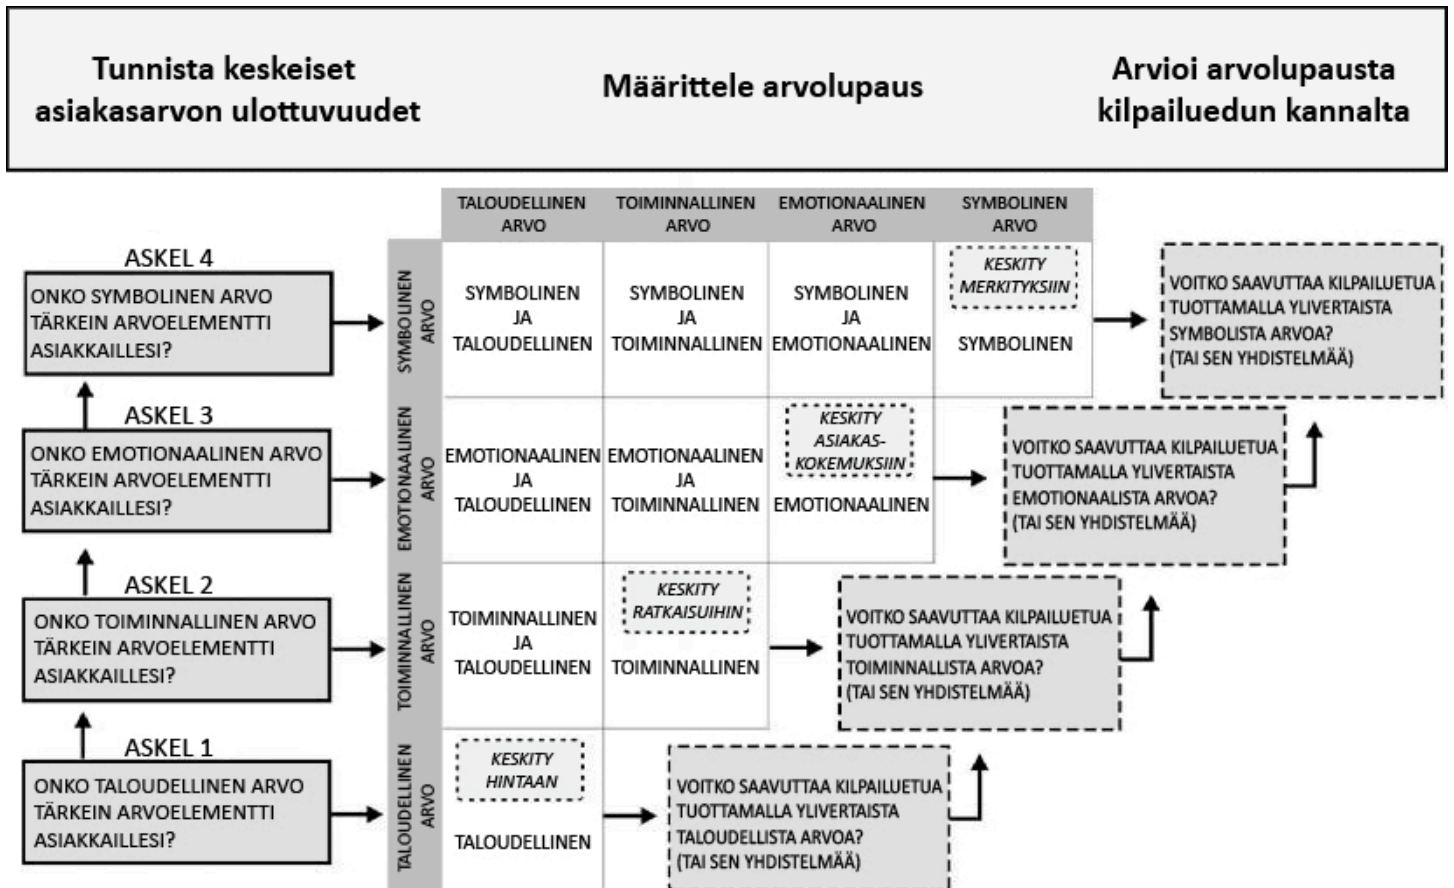 Tunnista keskeiset
asiakasarvon ulottuvuudet
Määrittele arvolupaus
Arvioi arvolupausta
kilpailuedun kannalta
TALOUDELLINEN
ARVO
TOIMINNALLINEN
ARVO
EMOTIONAALINEN
ARVO
SYMBOLINEN
ARVO
ASKEL 4
ONKO SYMBOLINEN ARVO
TÄRKEIN ARVOELEMENTTI
ASIAKKAILLESI?
SYMBOLINEN
ARVO
SYMBOLINEN
JA
TALOUDELLINEN
SYMBOLINEN
JA
TOIMINNALLINEN
SYMBOLINEN
JA
EMOTIONAALINEN
KESKITY
MERKITYKSIIN
SYMBOLINEN
VOITKO SAAVUTTAA KILPAILUETUA
TUOTTAMALLA YLIVERTAISTA
SYMBOLISTA ARVOA?
(TAI SEN YHDISTELMÄÄ)
ASKEL 3
ONKO EMOTIONAALINEN ARVO
TÄRKEIN ARVOELEMENTTI
ASIAKKAILLESI?
EMOTIONAALINEN
ARVO
EMOTIONAALINEN
JA
TALOUDELLINEN
EMOTIONAALINEN
JA
TOIMINNALLINEN
KESKITY
ASIAKAS-
KOKEMUKSIIN
EMOTIONAALINEN
VOITKO SAAVUTTAA KILPAILUETUA
TUOTTAMALLA YLIVERTAISTA
EMOTIONAALISTA ARVOA?
(TAI SEN YHDISTELMÄÄ)
ASKEL 2
ONKO TOIMINNALLINEN ARVO
TÄRKEIN ARVOELEMENTTI
ASIAKKAILLESI?
TOIMINNALLINEN
ARVO
TOIMINNALLINEN
JA
TALOUDELLINEN
KESKITY
RATKAISUIHIN
TOIMINNALLINEN
VOITKO SAAVUTTAA KILPAILUETUA
TUOTTAMALLA YLIVERTAISTA
TOIMINNALLISTA ARVOA?
(TAI SEN YHDISTELMÄÄ)
ASKEL 1
ONKO TALOUDELLINEN ARVO
TÄRKEIN ARVOELEMENTTI
ASIAKKAILLESI?
TALOUDELLINEN
ARVO
KESKITY
HINTAAN
TALOUDELLINEN
VOITKO SAAVUTTAA KILPAILUETUA
TUOTTAMALLA YLIVERTAISTA
TALOUDELLISTA ARVOA?
(TAI SEN YHDISTELMÄÄ)